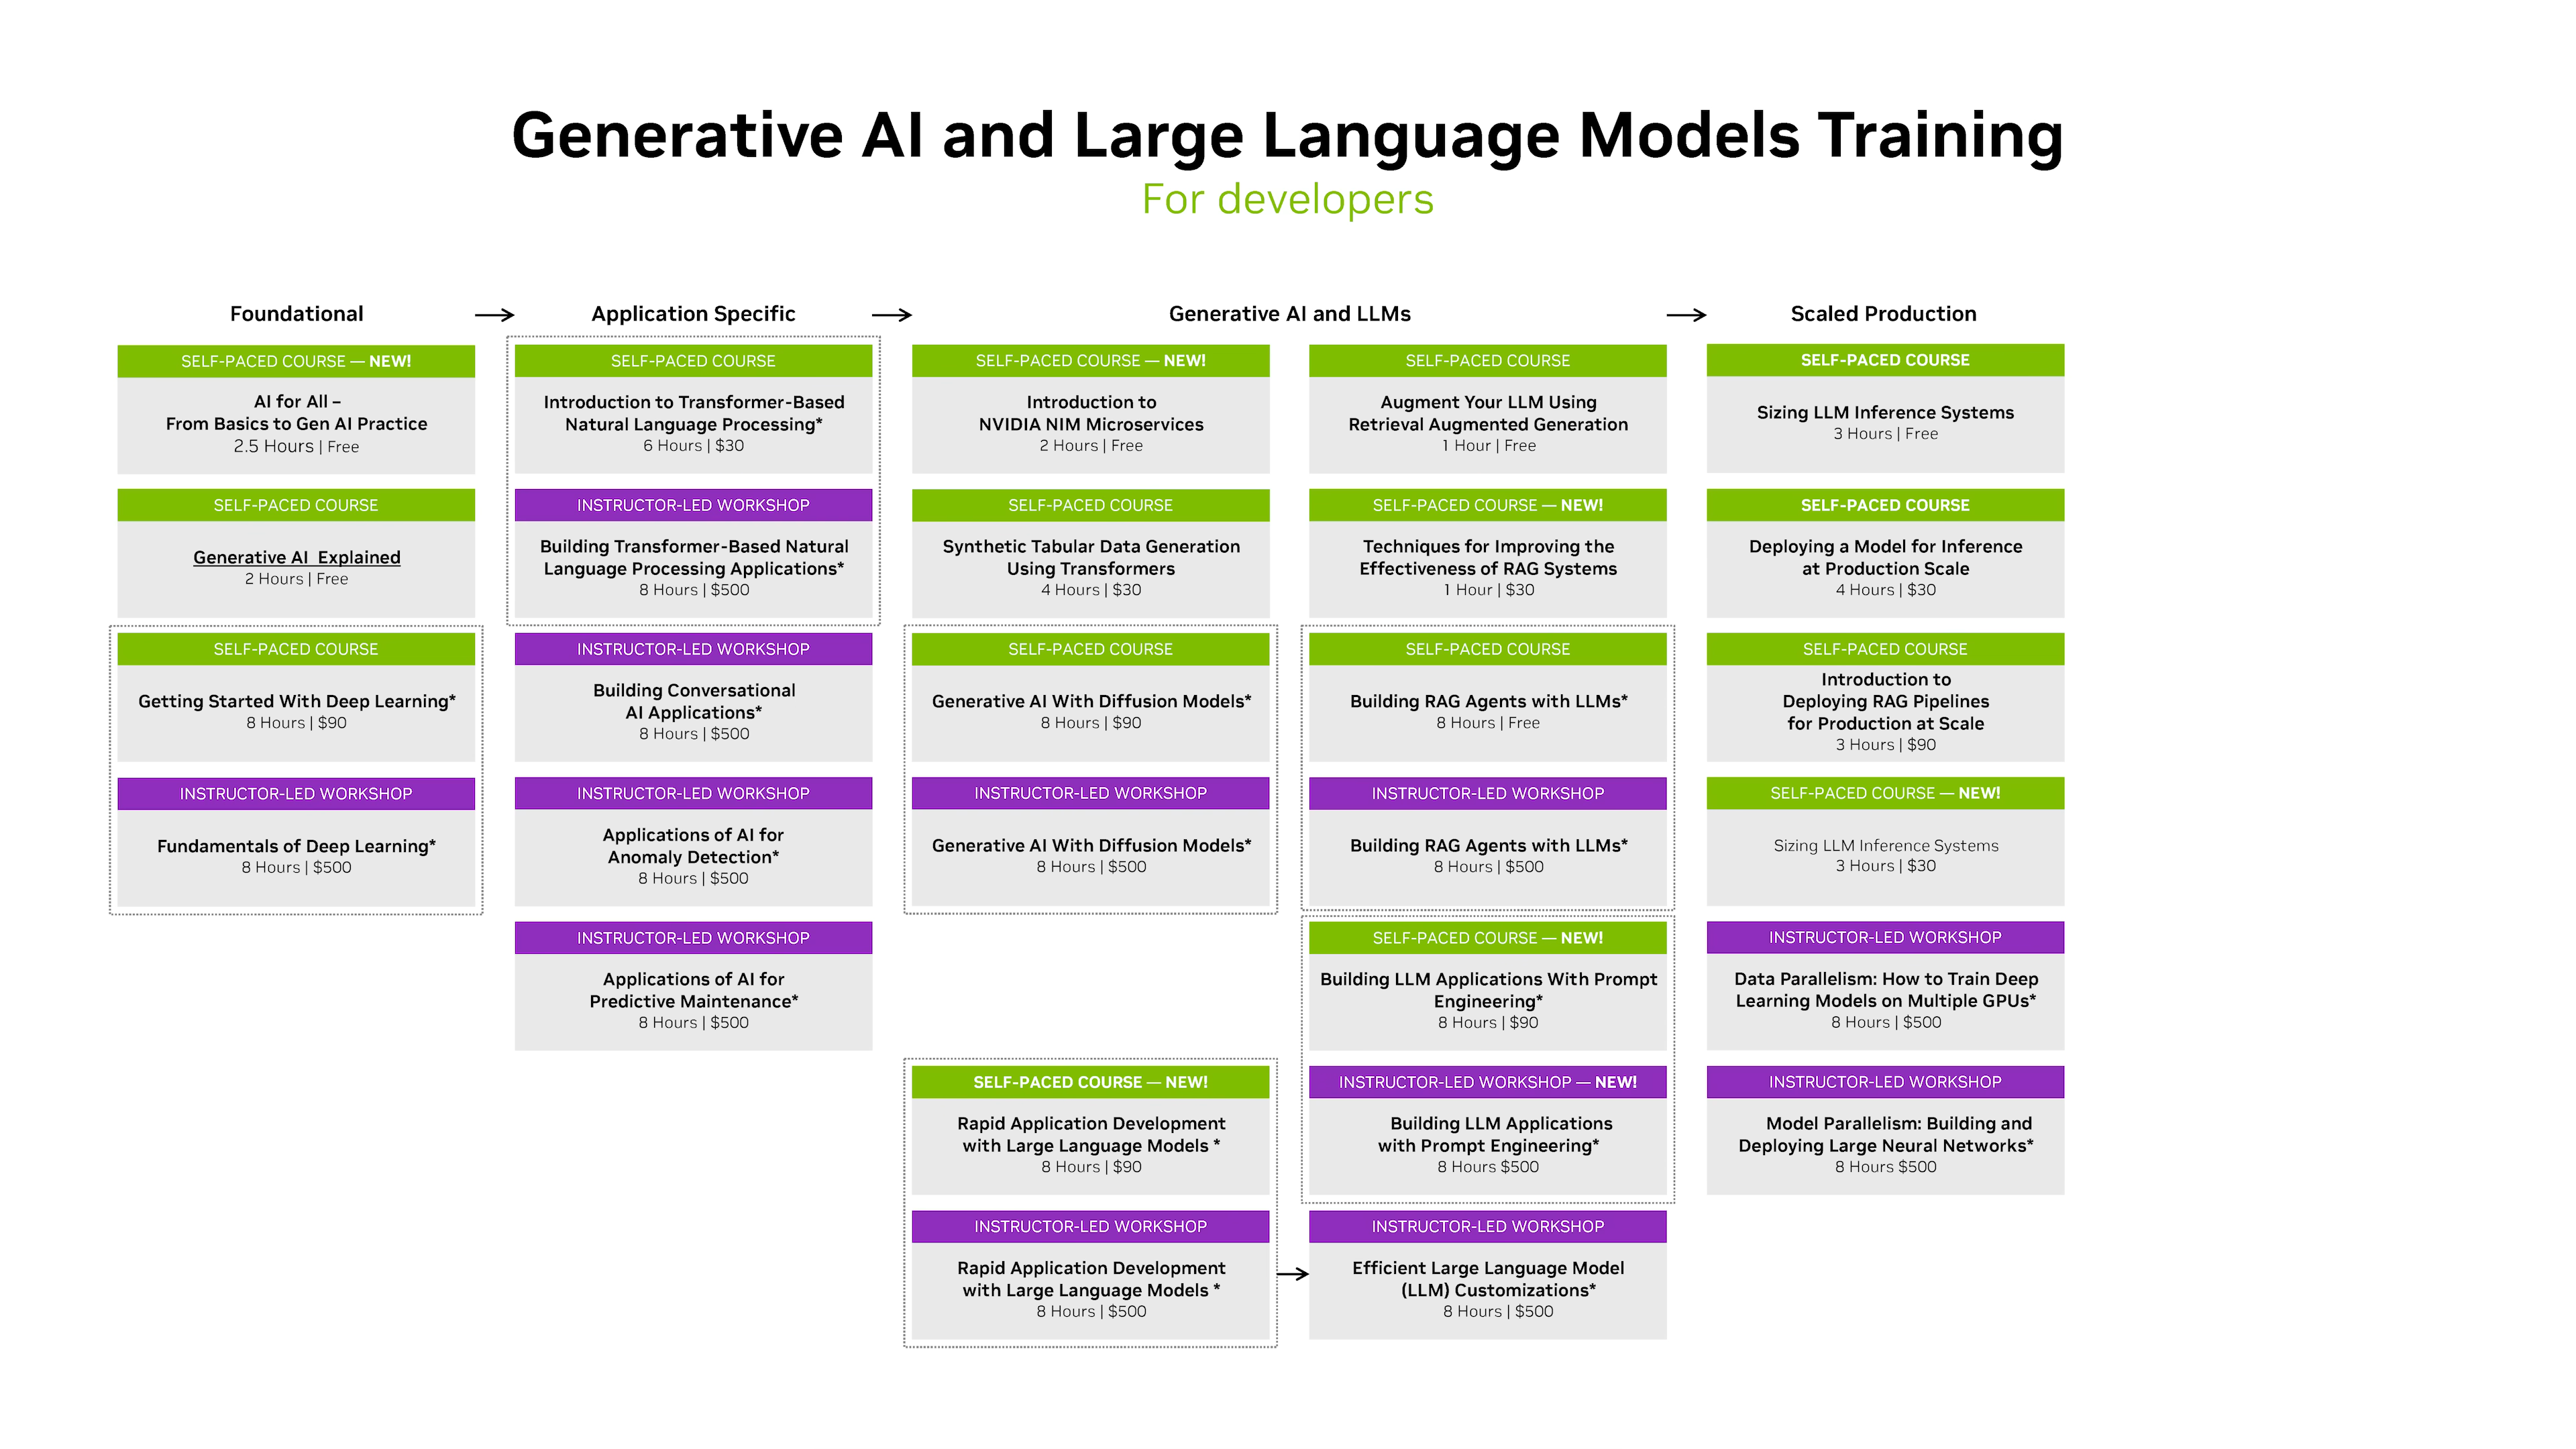 Generative AI and Large Language Models Training
For developers
Foundational
SELF-PACED COURSE — NEW!
AI for All –
From Basics to Gen AI Practice
2.5 Hours | Free
SELF-PACED COURSE
Generative AI  Explained
2 Hours | Free
SELF-PACED COURSE
Getting Started With Deep Learning*
8 Hours | $90
INSTRUCTOR-LED WORKSHOP
Fundamentals of Deep Learning*
8 Hours | $500
Application Specific
SELF-PACED COURSE
Introduction to Transformer-Based
Natural Language Processing*
6 Hours | $30
INSTRUCTOR-LED WORKSHOP
Building Transformer-Based Natural
Language Processing Applications*
8 Hours | $500
INSTRUCTOR-LED WORKSHOP
Building Conversational
AI Applications*
8 Hours | $500
INSTRUCTOR-LED WORKSHOP
Applications of AI for
Anomaly Detection*
8 Hours | $500
INSTRUCTOR-LED WORKSHOP
Applications of AI for
Predictive Maintenance*
8 Hours | $500
Generative AI and LLMs
SELF-PACED COURSE — NEW!
Introduction to
NVIDIA NIM Microservices
2 Hours | Free
SELF-PACED COURSE
Synthetic Tabular Data Generation
Using Transformers
4 Hours | $30
SELF-PACED COURSE
Generative AI With Diffusion Models*
8 Hours | $90
INSTRUCTOR-LED WORKSHOP
Generative AI With Diffusion Models*
8 Hours | $500
SELF-PACED COURSE — NEW!
Rapid Application Development
with Large Language Models *
8 Hours | $90
INSTRUCTOR-LED WORKSHOP
Rapid Application Development
with Large Language Models *
8 Hours | $500
SELF-PACED COURSE
Augment Your LLM Using
Retrieval Augmented Generation
1 Hour | Free
SELF-PACED COURSE — NEW!
Techniques for Improving the
Effectiveness of RAG Systems
1 Hour | $30
SELF-PACED COURSE
Building RAG Agents with LLMs*
8 Hours | Free
INSTRUCTOR-LED WORKSHOP
Building RAG Agents with LLMs*
8 Hours | $500
SELF-PACED COURSE — NEW!
Building LLM Applications With Prompt
Engineering*
8 Hours | $90
INSTRUCTOR-LED WORKSHOP — NEW!
Building LLM Applications
with Prompt Engineering*
8 Hours $500
INSTRUCTOR-LED WORKSHOP
Efficient Large Language Model
(LLM) Customizations*
8 Hours | $500
Scaled Production
SELF-PACED COURSE
Sizing LLM Inference Systems
3 Hours | Free
SELF-PACED COURSE
Deploying a Model for Inference
at Production Scale
4 Hours | $30
SELF-PACED COURSE
Introduction to
Deploying RAG Pipelines
for Production at Scale
3 Hours | $90
SELF-PACED COURSE — NEW!
Sizing LLM Inference Systems
3 Hours | $30
INSTRUCTOR-LED WORKSHOP
Data Parallelism: How to Train Deep
Learning Models on Multiple GPUs*
8 Hours | $500
INSTRUCTOR-LED WORKSHOP
Model Parallelism: Building and
Deploying Large Neural Networks*
8 Hours $500